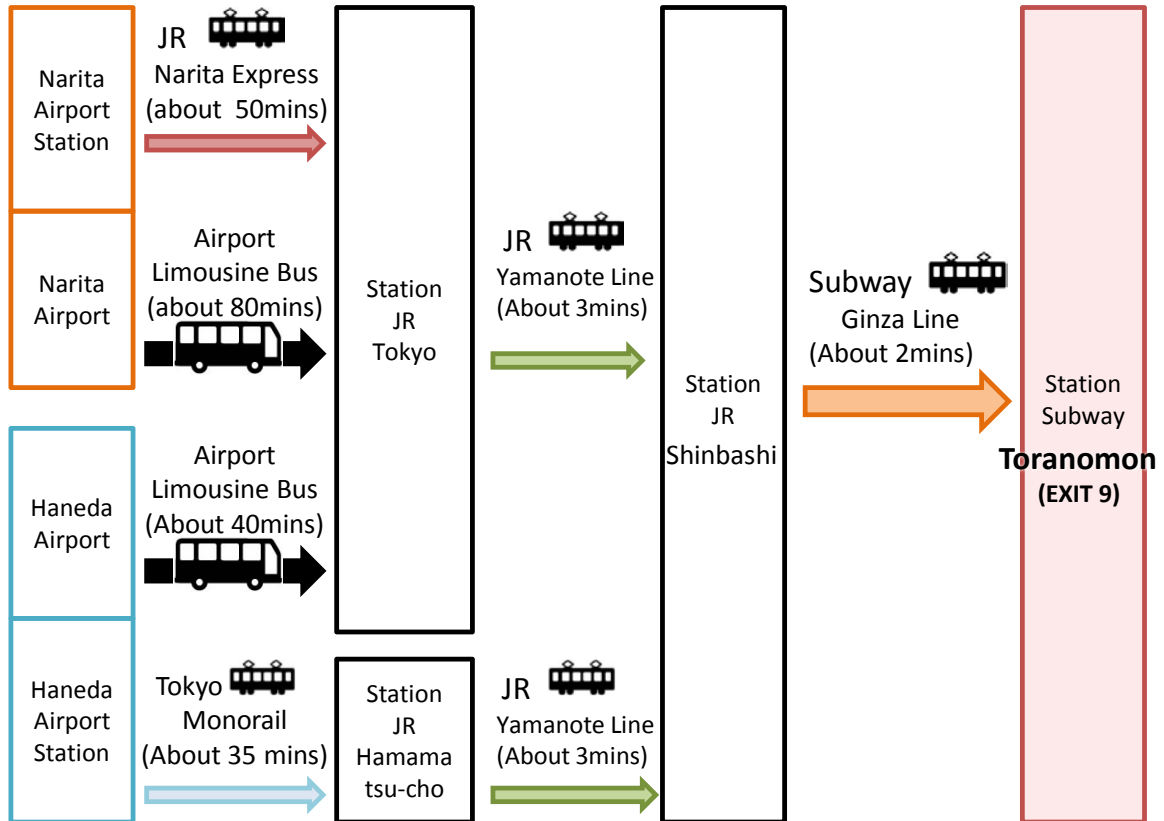 Narita
Airport
Station
JR
Narita Express
(about 50mins)
Narita
Airport
Airport
Limousine Bus
(about 80mins)
Haneda
Airport
Airport
Limousine Bus
(About 40mins)
Haneda
Airport
Station
Tokyo
Monorail
(About 35 mins)
Station
JR
Tokyo
Station
JR
Hamama
tsu-cho
JR
Yamanote Line
(About 3mins)
JR
Yamanote Line
(About 3mins)
Station
JR
Shinbashi
Subway
Ginza Line
(About 2mins)
Station
Subway
Toranomon
(EXIT 9)